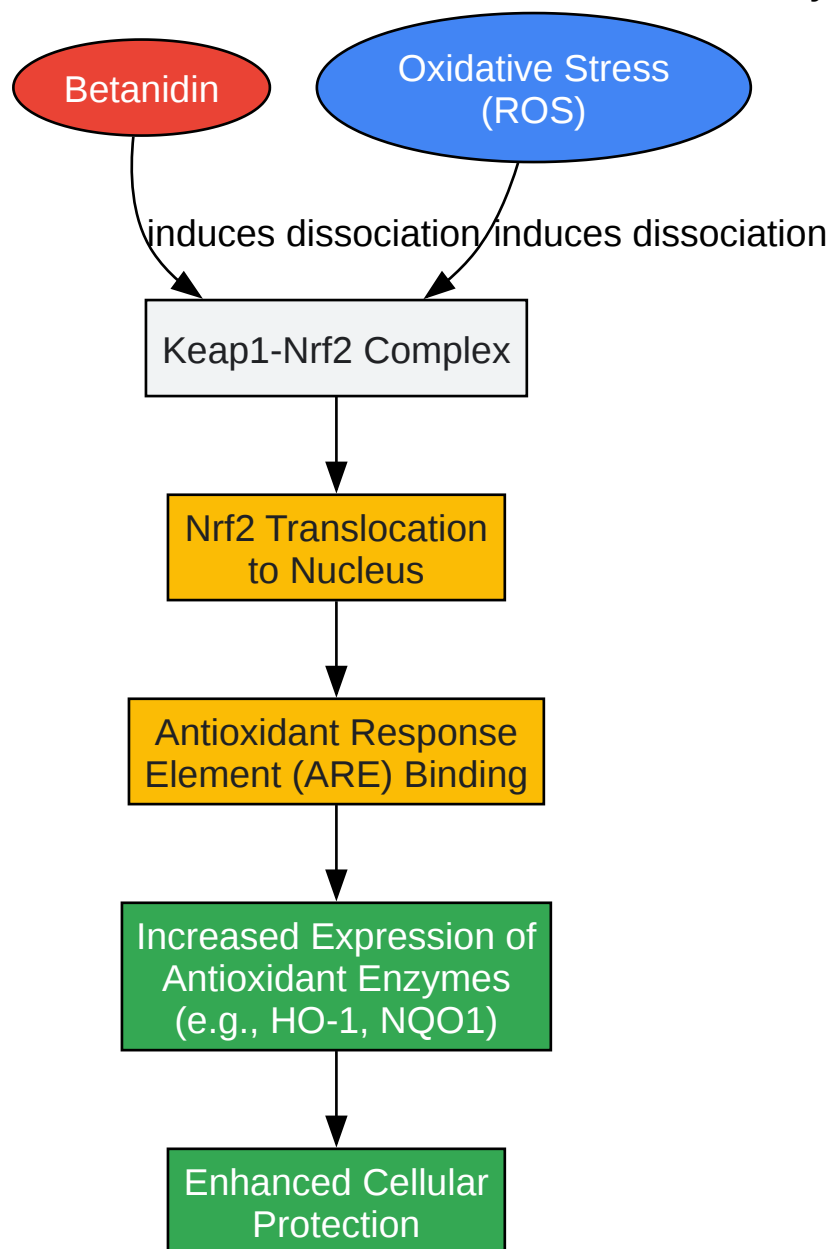 Betanidin
Oxidative Stress
(ROS)
induces dissociation
induces dissociation
Keap1-Nrf2 Complex
Nrf2 Translocation
to Nucleus
Antioxidant Response
Element (ARE) Binding
Increased Expression of
Antioxidant Enzymes
(e.g., HO-1, NQO1)
Enhanced Cellular
Protection